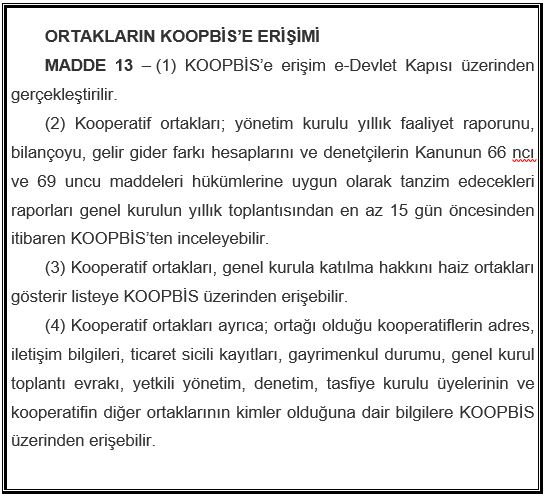 ORTAKLARIN KOOPBİS’E ERİŞİMİ
MADDE 13 – (1) KOOPBİS’e erişim e-Devlet Kapısı üzerinden
gerçekleştirilir.
(2) Kooperatif ortakları; yönetim kurulu yıllık faaliyet raporunu,
bilançoyu, gelir gider farkı hesaplarını ve denetçilerin Kanunun 66 ncı
ve 69 uncu maddeleri hükümlerine uygun olarak tanzim edecekleri
raporları genel kurulun yıllık toplantısından en az 15 gün öncesinden
itibaren KOOPBİS’ten inceleyebilir.
(3) Kooperatif ortakları, genel kurula katılma hakkını haiz ortakları
gösterir listeye KOOPBİS üzerinden erişebilir.
(4) Kooperatif ortakları ayrıca; ortağı olduğu kooperatiflerin adres,
iletişim bilgileri, ticaret sicili kayıtları, gayrimenkul durumu, genel kurul
toplantı evrakı, yetkili yönetim, denetim, tasfiye kurulu üyelerinin ve
kooperatifin diğer ortaklarının kimler olduğuna dair bilgilere KOOPBİS
üzerinden erişebilir.